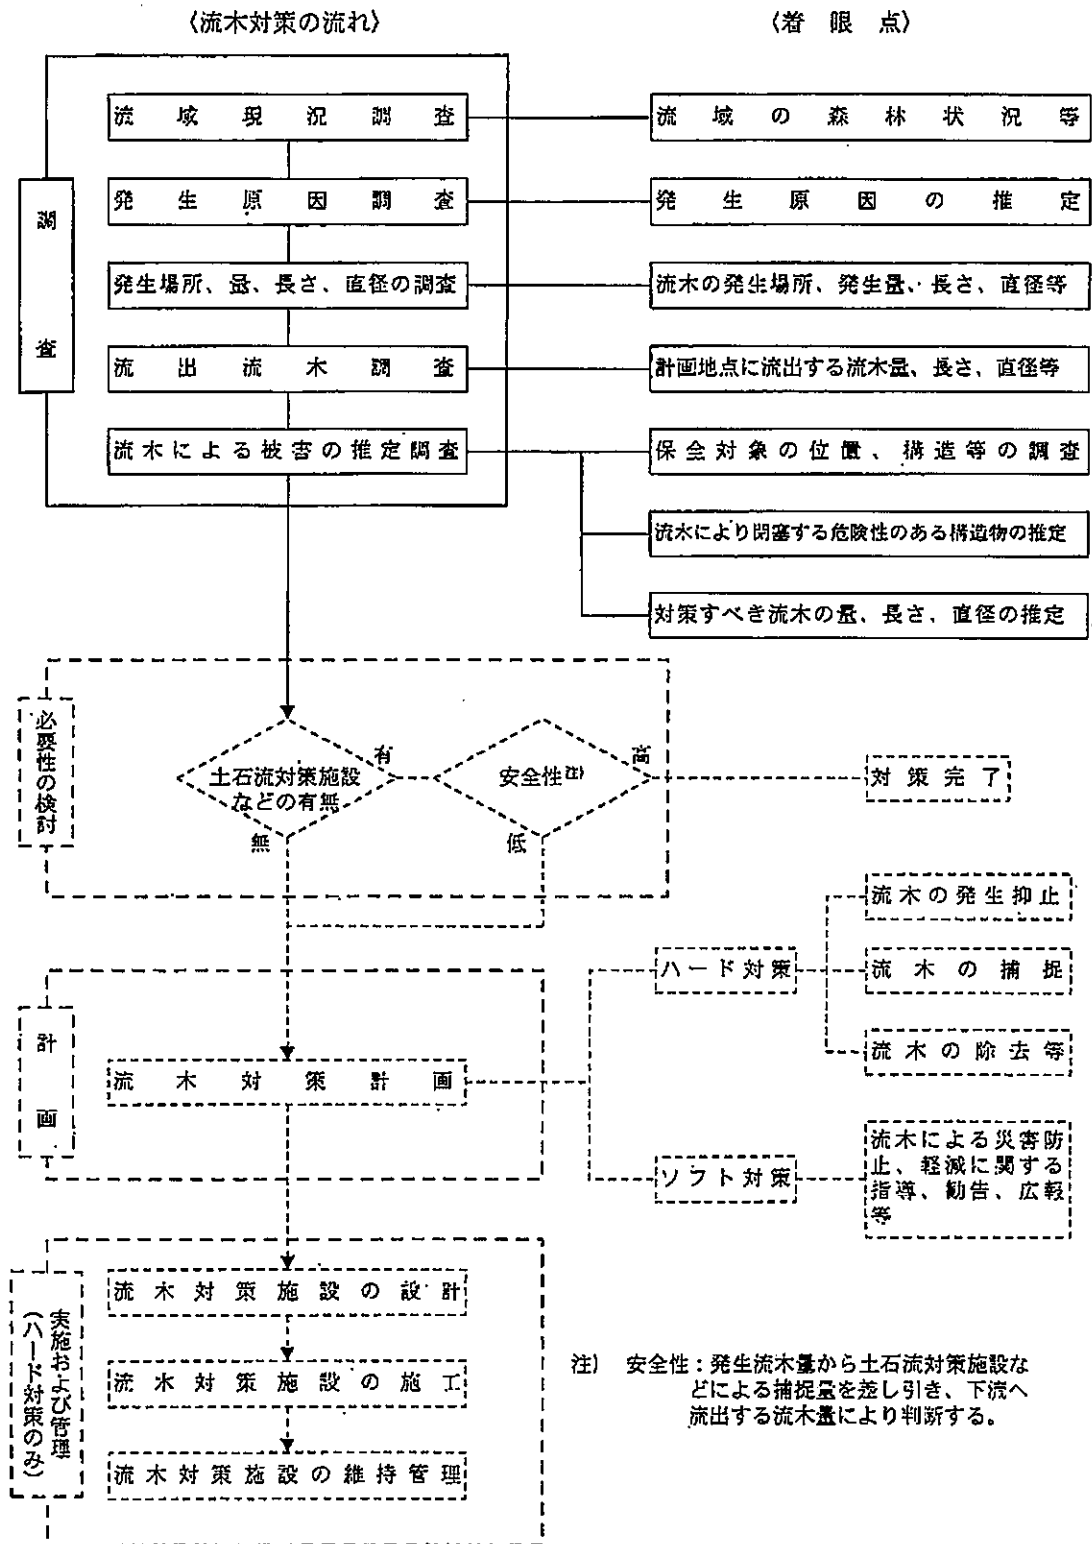 〈流木対策の流れ〉
〈着眼点〉
調査
流域現況調査
流域の森林状況等
発生原因調査
発生原因の推定
発生場所、量、長さ、直径の調査
流木の発生場所、発生量、長さ、直径等
流出流木調査
計画地点に流出する流木量、長さ、直径等
流木による被害の推定調査
保全対象の位置、構造等の調査
流木により閉塞する危険性のある構造物の推定
対策すべき流木の量、長さ、直径の推定
必要性の検討
土石流対策施設
などの有無
有
無
安全性注)
高
低
対策完了
計画
流木対策計画
ハード対策
流木の発生抑止
流木の捕捉
流木の除去等
ソフト対策
流木による災害防
止、軽減に関する
指導、勧告、広報
等
実施および管理
(ハード対策のみ)
流木対策施設の設計
流木対策施設の施工
流木対策施設の維持管理
注) 安全性:発生流木量から土石流対策施設な
どによる捕捉量を差し引き、下流へ
流出する流木量により判断する。